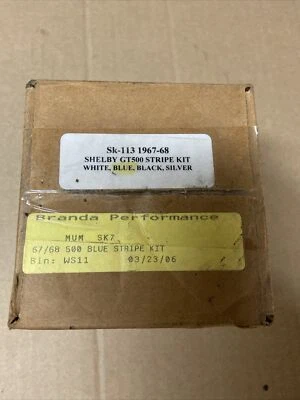 Sk-113 1967-68
SHELBY GT500 STRIPE KIT
WHITE, BLUE, BLACK, SILVER
Branda Performance
MUM SK7
67/68 500 BLUE STRIPE KIT
Bin: WS11 03/23/06